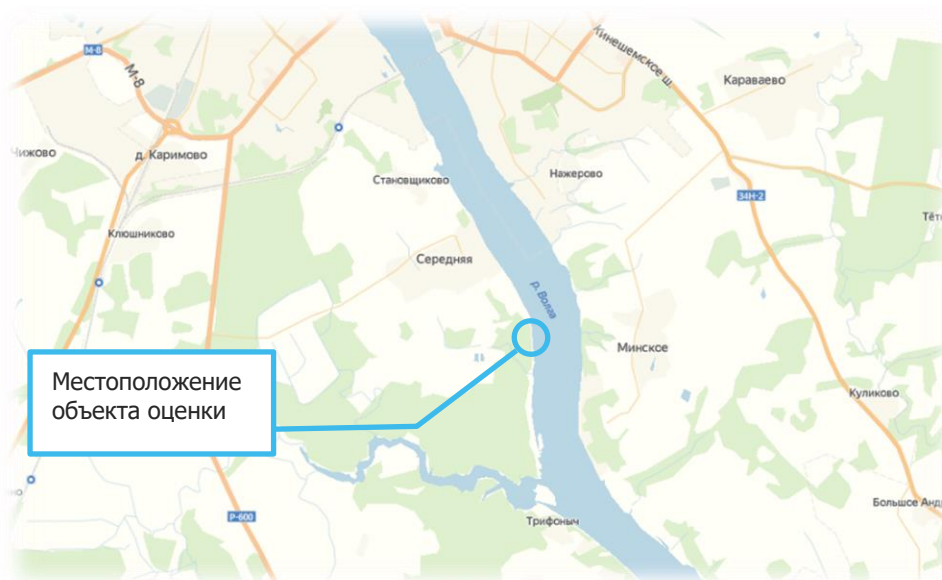 М-8
М-8
Кинешемское ш.
Караваево
Чижово
д. Каримово
Становщиково
Нажерово
34Н-2
Клюшниково
Середняя
р. Волга
Минское
Местоположение
объекта оценки
Куликово
Р-600
Трифоныч
Большое